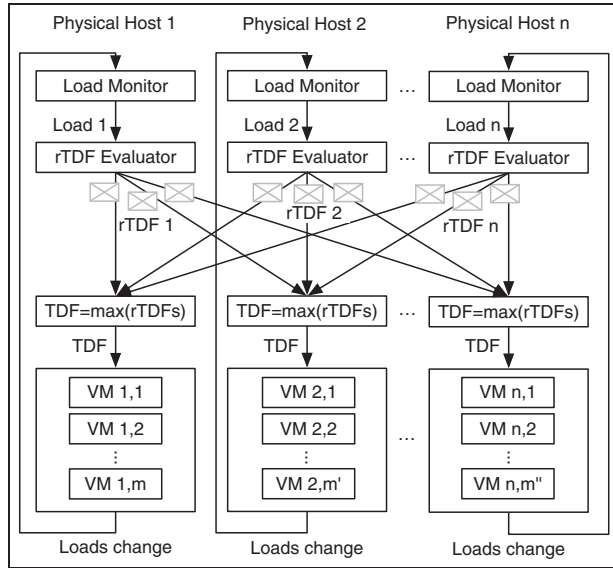 Physical Host 1 Physical Host 2 Physical Host n
Load Monitor Load Monitor ... Load Monitor
Load 1 Load 2 Load n
rTDF Evaluator rTDF Evaluator ... rTDF Evaluator
rTDF 1 rTDF 2 rTDF n
TDF=max(rTDFs) TDF=max(rTDFs) ... TDF=max(rTDFs)
TDF TDF TDF
VM 1,1 VM 2,1 VM n,1
VM 1,2 VM 2,2 ... VM n,2
⋮ ⋮ ⋮
VM 1,m VM 2,m' VM n,m"
Loads change Loads change Loads change